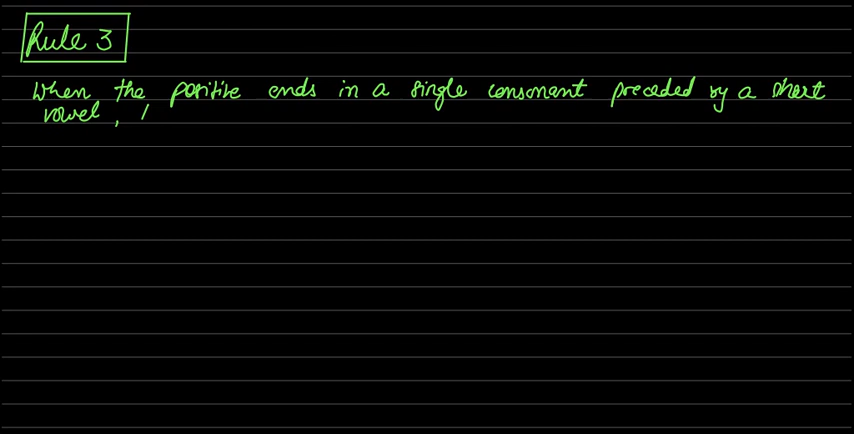 Rule 3
When the positive ends in a single consonant preceded by a short
vowel, /